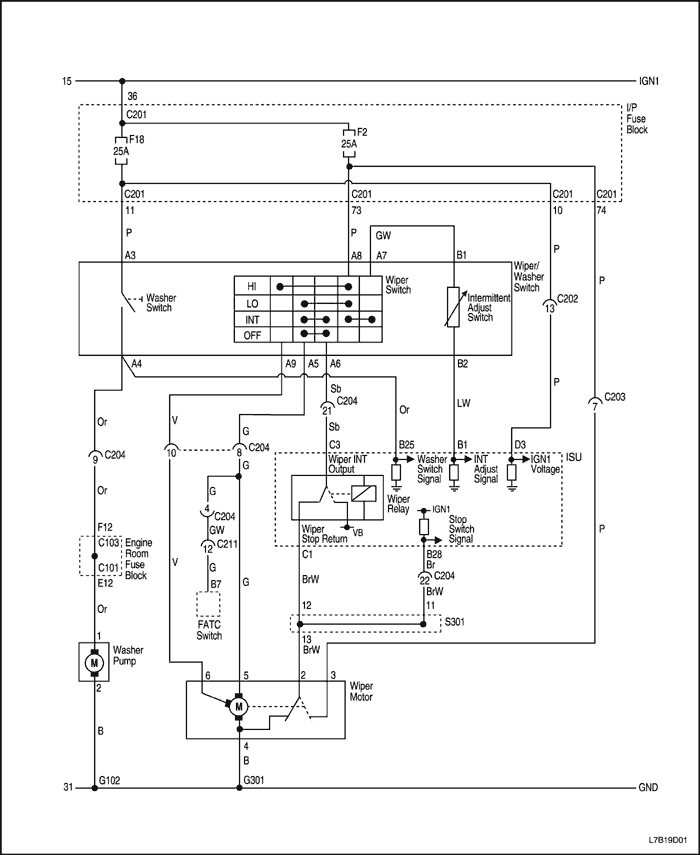 15
IGN1
36
C201
I/P
Fuse
Block
F18
25A
F2
25A
C201
C201
C201
C201
11
73
10
74
P
P
GW
P
P
A3
A8
A7
B1
Wiper/
Washer
Switch
Washer
Switch
HI
LO
INT
OFF
Wiper
Switch
Intermittent
Adjust
Switch
C202
13
A4
A9
A5
A6
B2
P
Sb
C204
21
Sb
Or
LW
C203
7
Or
V
G
C204
9
10
C204
8
G
C3
B25
B1
D3
ISU
Wiper INT
Output
Washer
Switch
Signal
INT
Adjust
Signal
IGN1
Voltage
Or
G
4
C204
GW
12
C211
G
B7
FATC
Switch
Wiper
Relay
IGN1
Stop
Switch
Signal
Wiper
Stop Return
VB
F12
C103
Engine
Room
Fuse
Block
C101
E12
V
G
P
C1
B28
BrW
Br
C204
22
BrW
12
11
S301
13
BrW
Or
1
Washer
Pump
M
2
6
5
2
3
Wiper
Motor
M
4
B
B
31
G102
G301
GND
L7B19D01